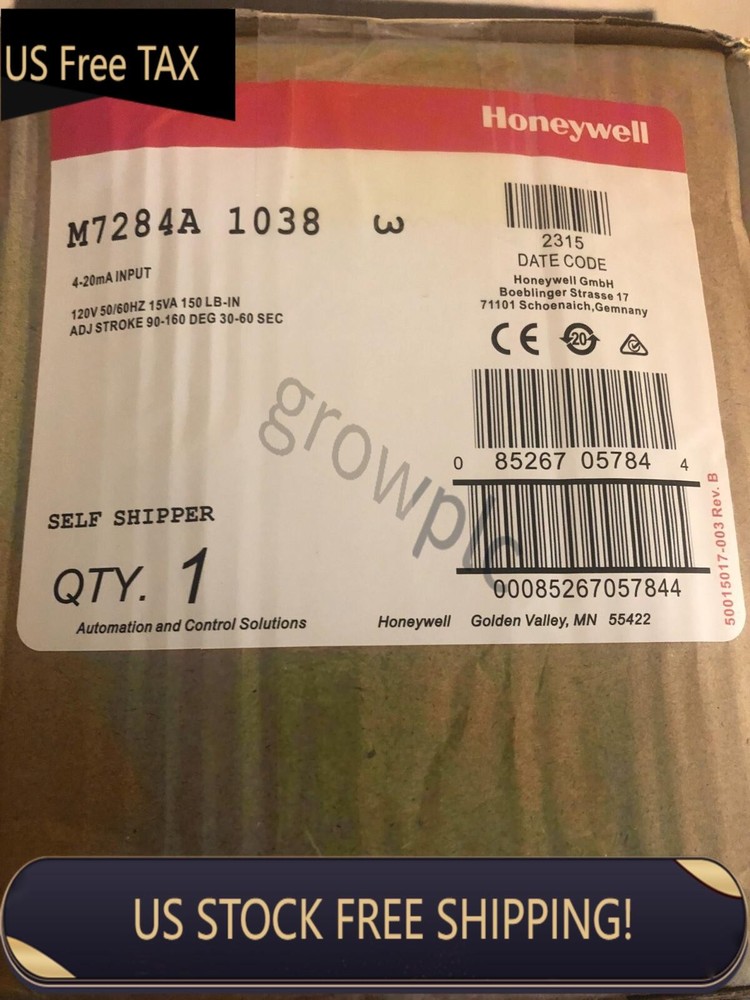 US Free TAX
Honeywell
M7284A 1038 3
2315
DATE CODE
4-20mA INPUT
Honeywell GmbH
Boeblinger Strasse 17
71101 Schoenaich,Gemnany
120V 50/60HZ 15VA 150 LB-IN
ADJ STROKE 90-160 DEG 30-60 SEC
CE 20
growplc
0 85267 05784 4
SELF SHIPPER
QTY. 1
00085267057844
50015017-003 Rev. B
Automation and Control Solutions Honeywell Golden Valley, MN 55422
US STOCK FREE SHIPPING!